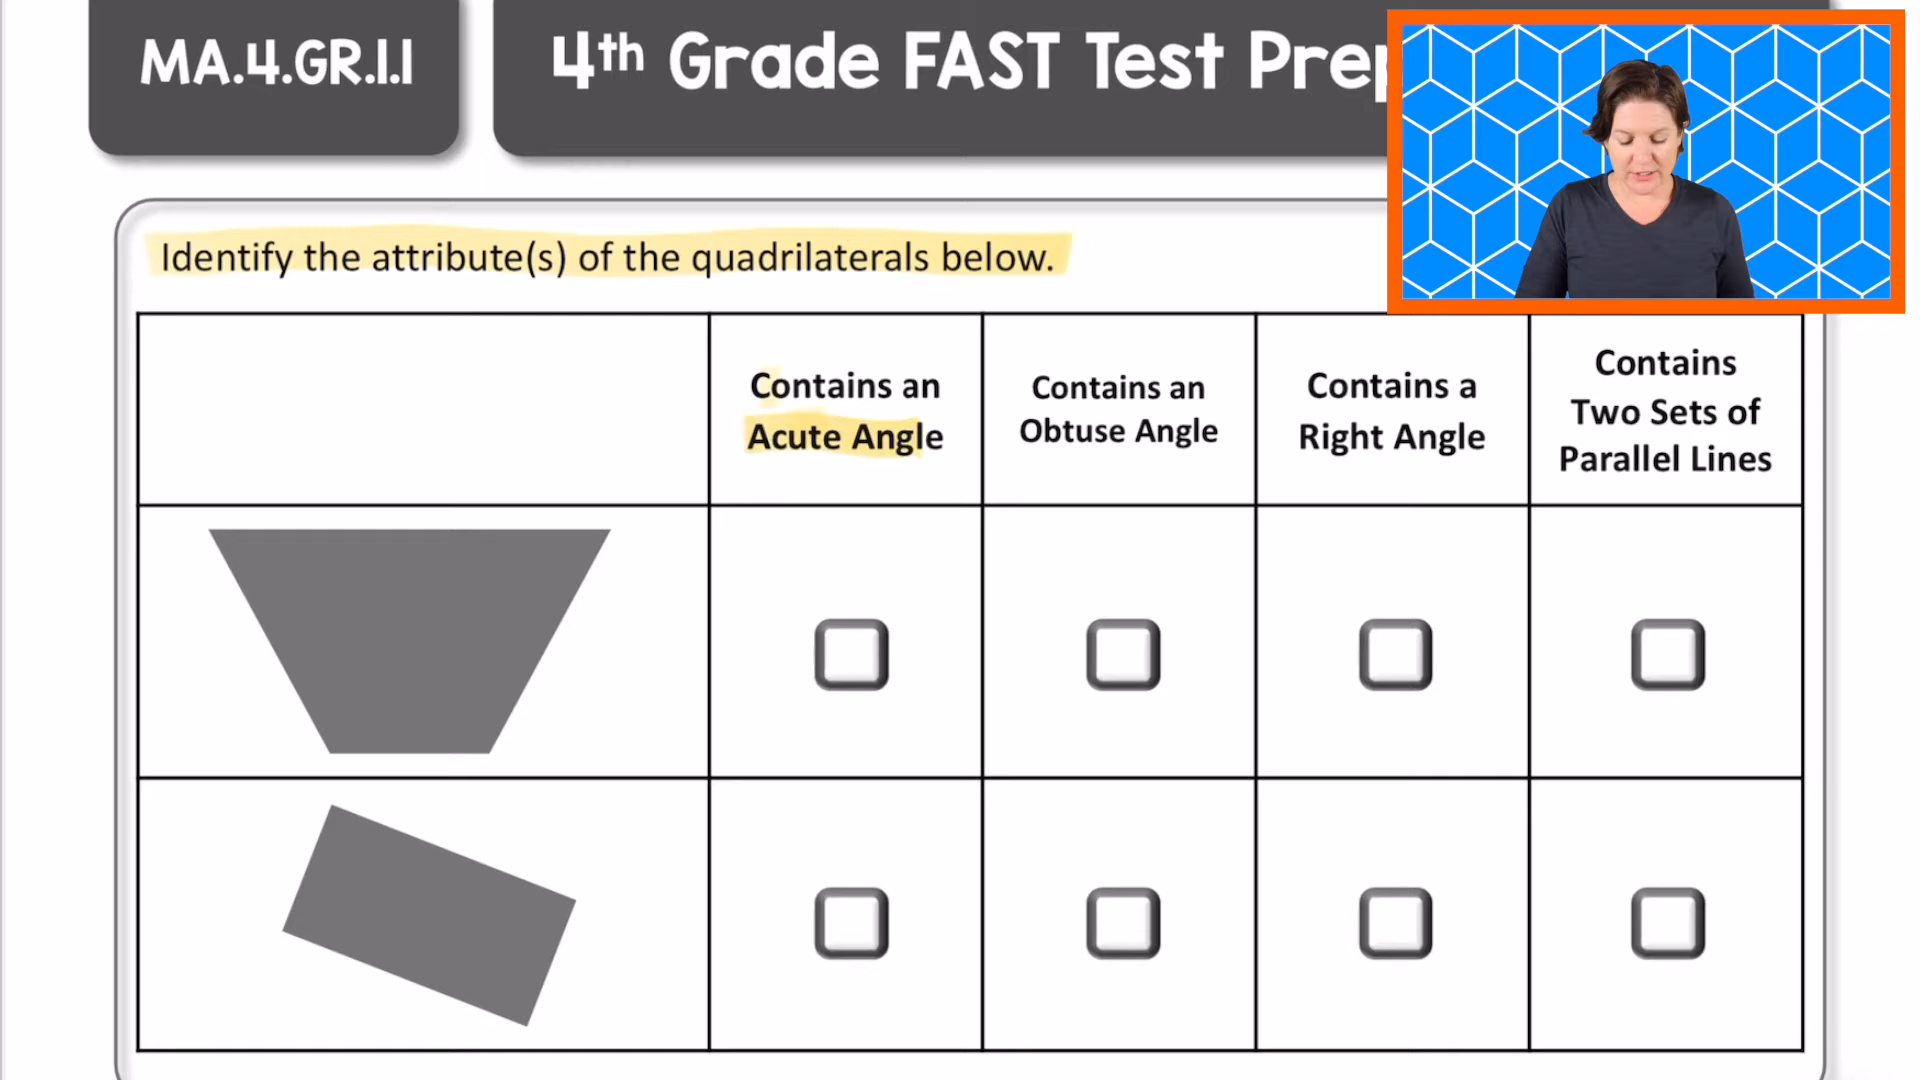 MA.4.GR.1.1
4th Grade FAST Test Prep
Identify the attribute(s) of the quadrilaterals below.
Contains an
Acute Angle
Contains an
Obtuse Angle
Contains a
Right Angle
Contains
Two Sets of
Parallel Lines